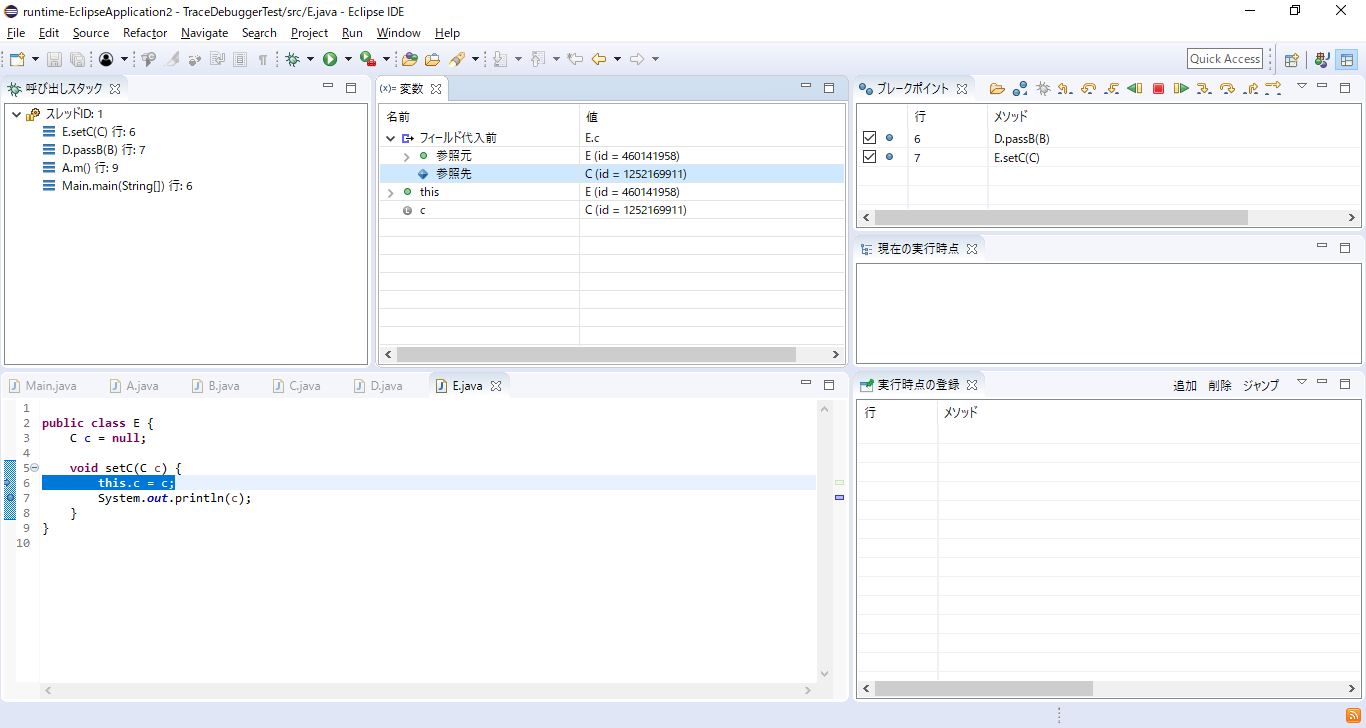 runtime-EclipseApplication2 - TraceDebuggerTest/src/E.java - Eclipse IDE
File Edit Source Refactor Navigate Search Project Run Window Help
Quick Access
呼び出しスタック
スレッドID: 1
E.setC(C) 行: 6
D.passB(B) 行: 7
A.m() 行: 9
Main.main(String[]) 行: 6
(x)= 変数
名前 値
フィールド代入前 E.c
参照元 E (id = 460141958)
参照先 C (id = 1252169911)
this E (id = 460141958)
c C (id = 1252169911)
ブレークポイント
行 メソッド
6 D.passB(B)
7 E.setC(C)
現在の実行時点
Main.java A.java B.java C.java D.java E.java
1
2 public class E {
3 C c = null;
4
5 void setC(C c) {
6 this.c = c;
7 System.out.println(c);
8 }
9 }
10
実行時点の登録 追加 削除 ジャンプ
行 メソッド